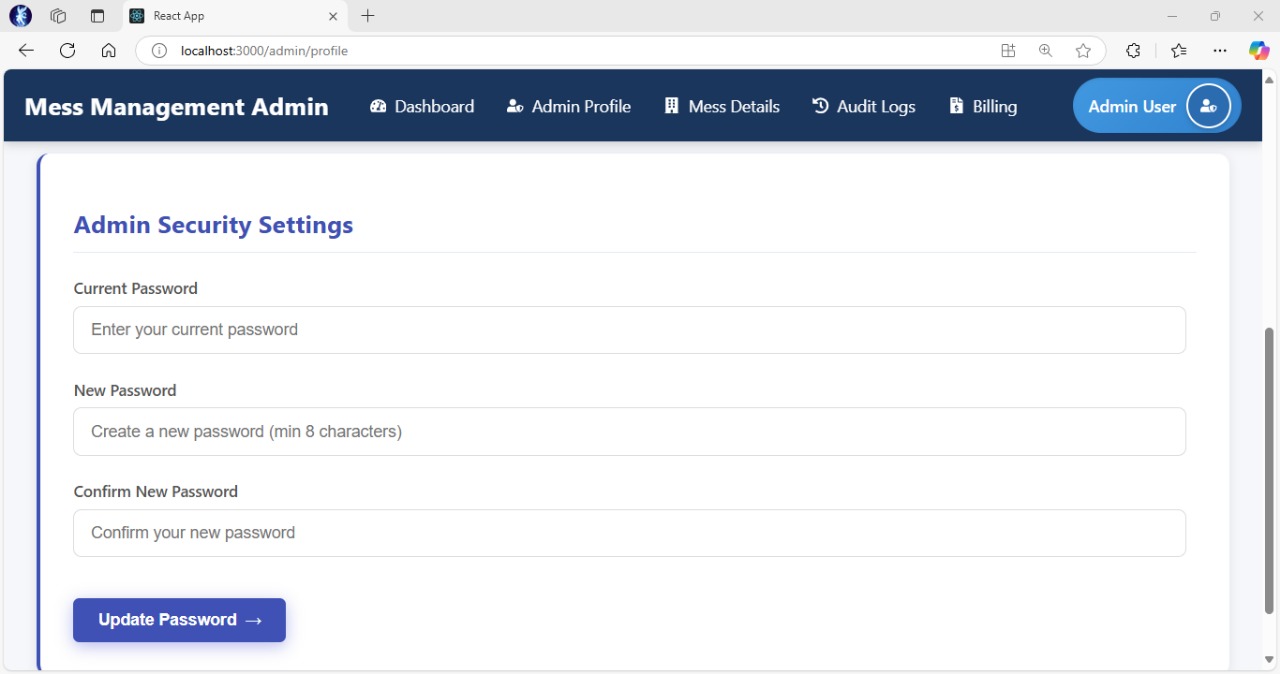 React App
localhost:3000/admin/profile
Mess Management Admin Dashboard Admin Profile Mess Details Audit Logs Billing Admin User
Admin Security Settings
Current Password
Enter your current password
New Password
Create a new password (min 8 characters)
Confirm New Password
Confirm your new password
Update Password →